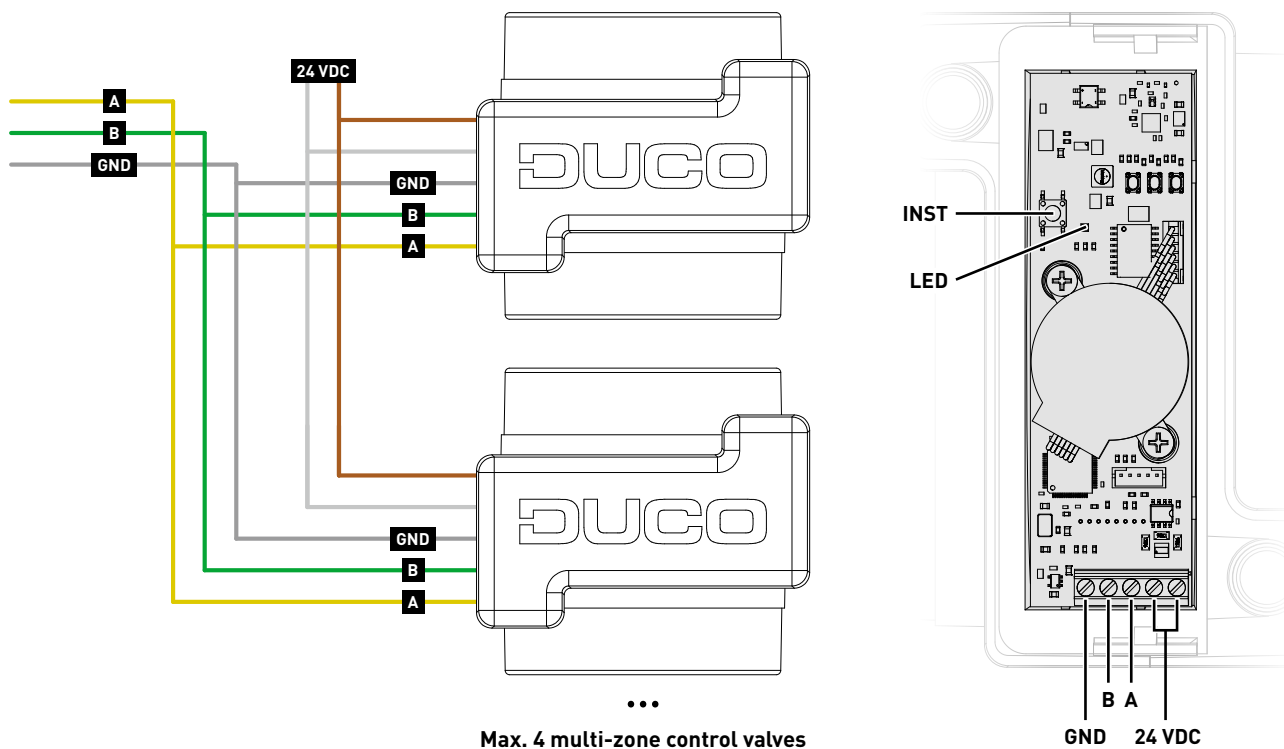 24 VDC
A
B
GND
GND
B
A
DUCO
GND
B
A
DUCO
...
Max. 4 multi-zone control valves
INST
LED
B A
GND 24 VDC